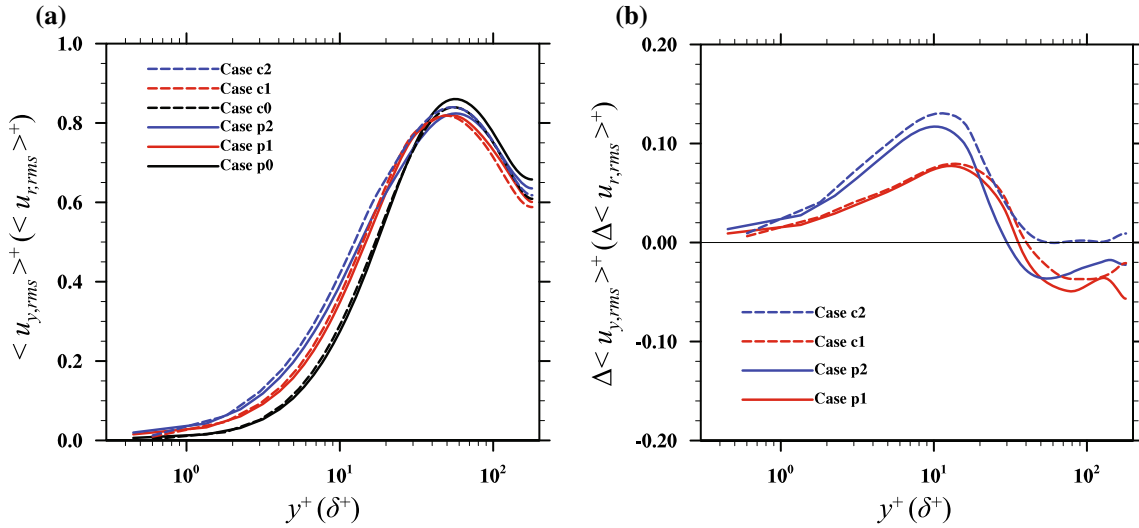 (a)
1.0
0.8
0.6
0.4
0.2
0.0
< u_{y,rms} >^+ (< u_{r,rms} >^+
Case c2
Case c1
Case c0
Case p2
Case p1
Case p0
10^0
10^1
10^2
y^+ (δ^+)
(b)
0.20
0.10
0.00
-0.10
-0.20
Δ< u_{y,rms} >^+ (Δ< u_{r,rms} >^+
Case c2
Case c1
Case p2
Case p1
10^0
10^1
10^2
y^+ (δ^+)